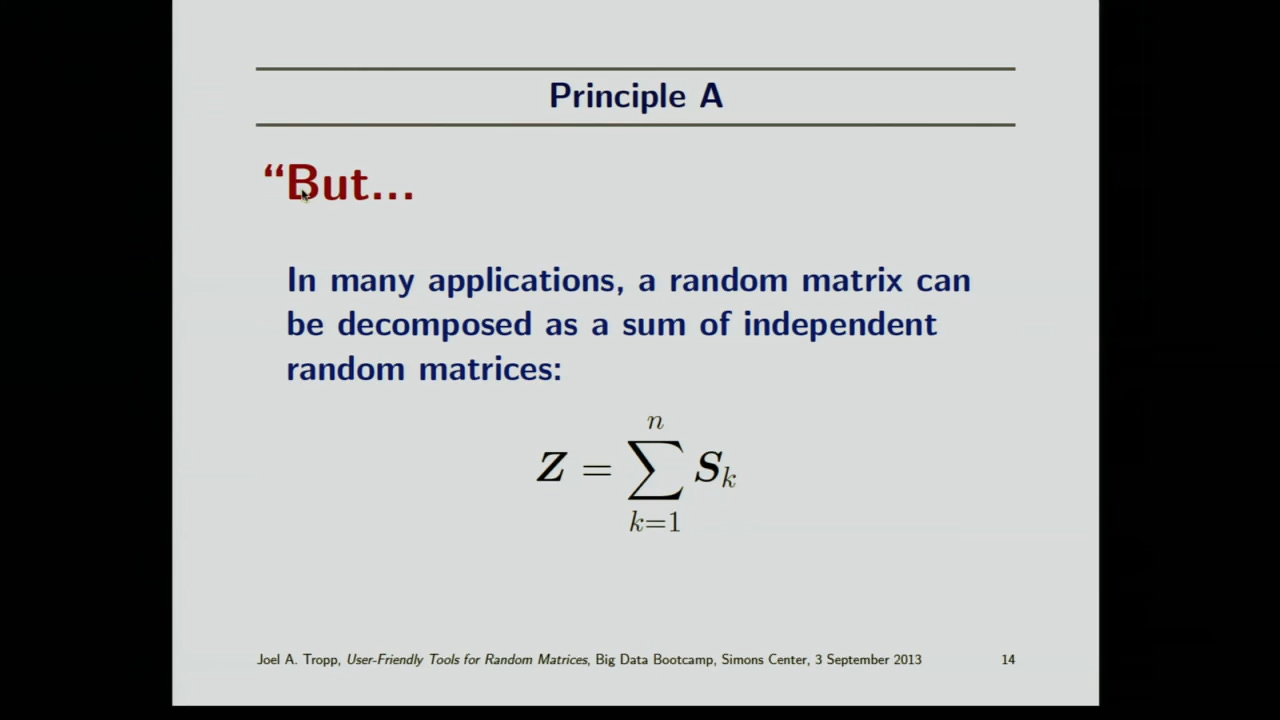 Principle A
“But...
In many applications, a random matrix can
be decomposed as a sum of independent
random matrices:
n
Z = ∑ S_k
k=1
Joel A. Tropp, User-Friendly Tools for Random Matrices, Big Data Bootcamp, Simons Center, 3 September 2013 14